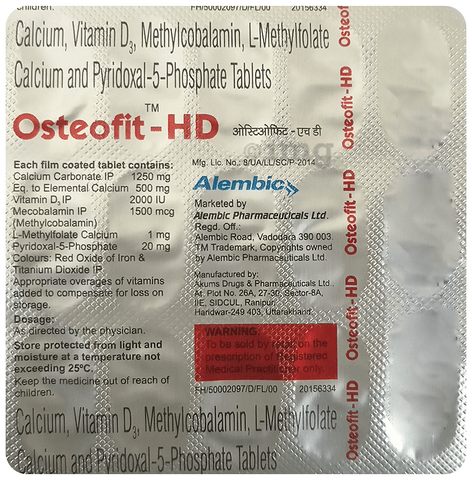 children.
FH/50002097/D/FL/00 20156334
Calcium, Vitamin D3, Methylcobalamin, L-Methylfolate
Calcium and Pyridoxal-5-Phosphate Tablets
Osteofit-HD™
ओस्टिओफिट-एच डी
Each film coated tablet contains:
Calcium Carbonate IP 1250 mg
Eq. to Elemental Calcium 500 mg
Vitamin D3 IP 2000 IU
Mecobalamin IP 1500 mcg
(Methylcobalamin)
L-Methylfolate Calcium 1 mg
Pyridoxal-5-Phosphate 20 mg
Colours: Red Oxide of Iron &
Titanium Dioxide IP
Appropriate overages of vitamins
added to compensate for loss on
storage.
Dosage:
As directed by the physician.
Store protected from light and
moisture at a temperature not
exceeding 25°C.
Keep the medicine out of reach of
children.
Mfg. Lic. No.: 8/UA/LL/SC/P-2014
Alembic
Marketed by
Alembic Pharmaceuticals Ltd.
Regd. Off.:
Alembic Road, Vadodara 390 003
TM Trademark, Copyrights owned
by Alembic Pharmaceuticals Ltd.
Manufactured by:
Akums Drugs & Pharmaceuticals Ltd.
At. Plot No. 26A, 27-30, Sector-8A,
IIE, SIDCUL, Ranipur,
Haridwar-249 403, Uttarakhand.
WARNING:
To be sold by retail on the
prescription of Registered
Medical Practitioner only.
FH/50002097/D/FL/00 20156334
Calcium, Vitamin D3, Methylcobalamin, L-Methylfolate
Calcium and Pyridoxal-5-Phosphate Tablets
Osteofit-HD
Osteofit-HD
Osteofit-HD
Osteofit-HD